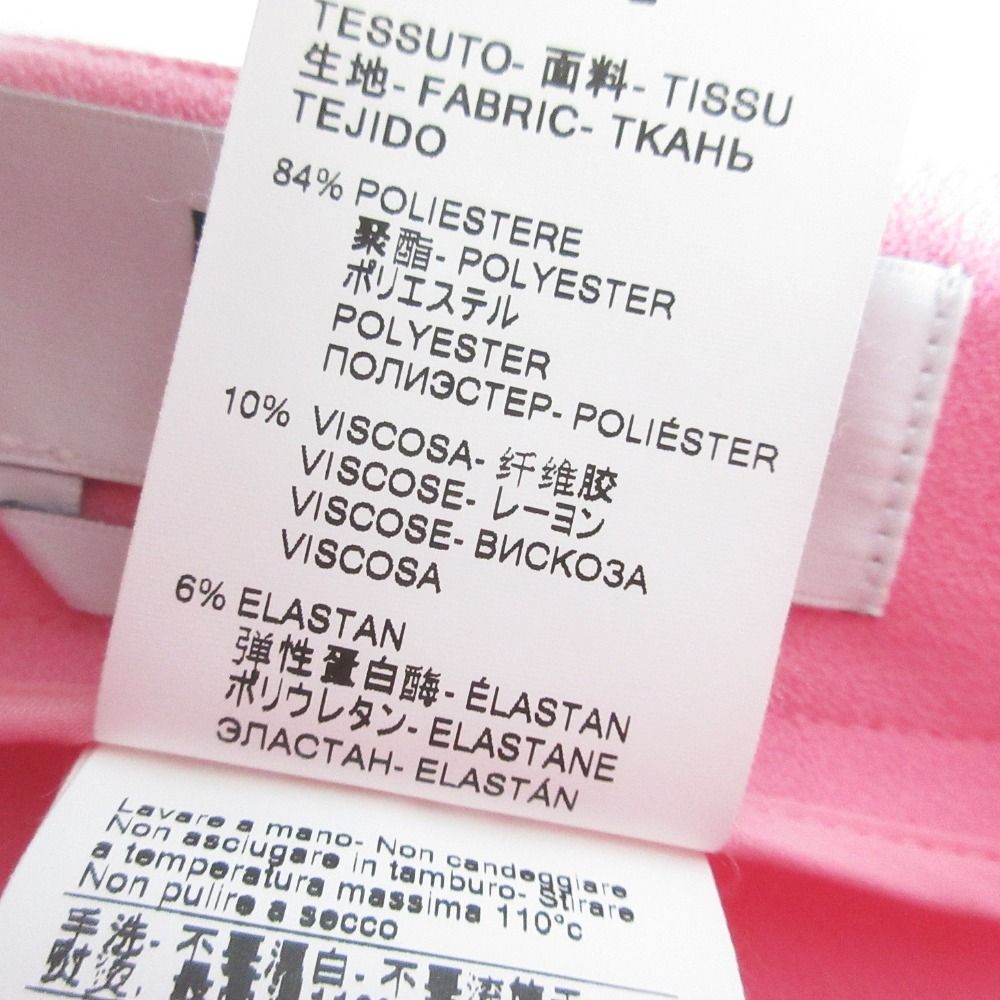 TESSUTO- 面料- TISSU
生地- FABRIC- ТКАНЬ
TEJIDO
84% POLIESTERE
聚酯- POLYESTER
ポリエステル
POLYESTER
ПОЛИЭСТЕР- POLIÉSTER
10% VISCOSA- 纤维胶
VISCOSE- レーヨン
VISCOSE- ВИСКОЗА
VISCOSA
6% ELASTAN
弹性蛋白酶- ÉLASTAN
ポリウレタン- ELASTANE
ЭЛАСТАН- ELASTÁN
Lavare a mano- Non candeggiare
Non asciugare in tamburo- Stirare
a temperatura massima 110°c
Non pulire a secco
手洗- 不